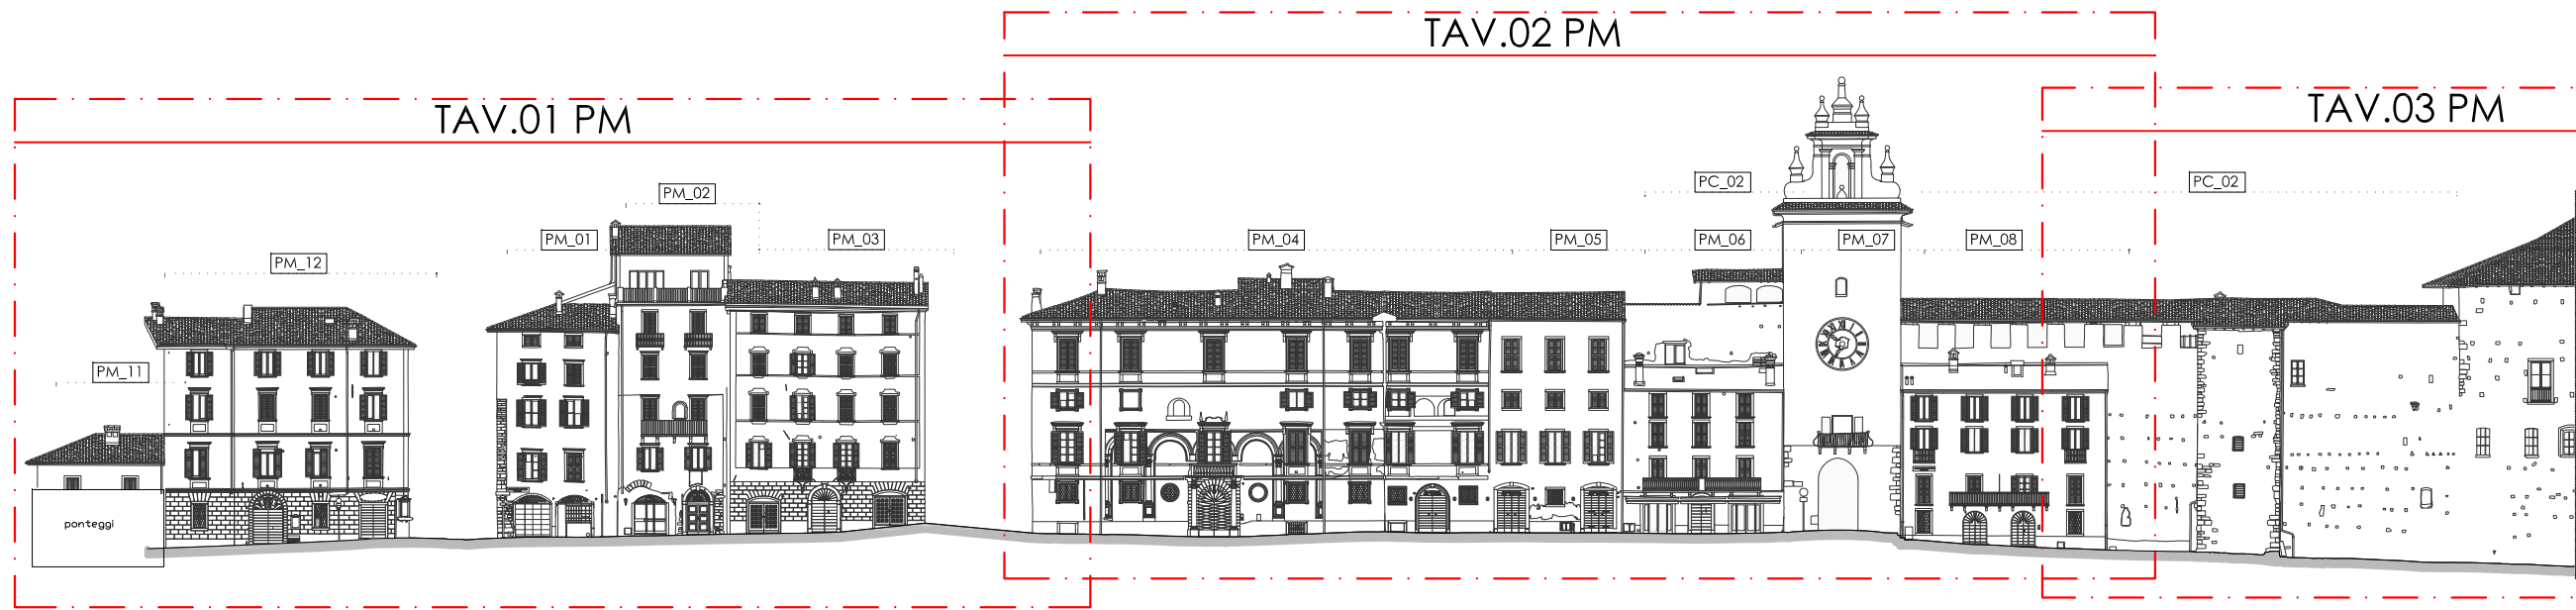 TAV.02 PM
TAV.01 PM
TAV.03 PM
PM_02
PC_02
PC_02
PM_01
PM_03
PM_04
PM_05
PM_06
PM_07
PM_08
PM_12
PM_11
ponteggi